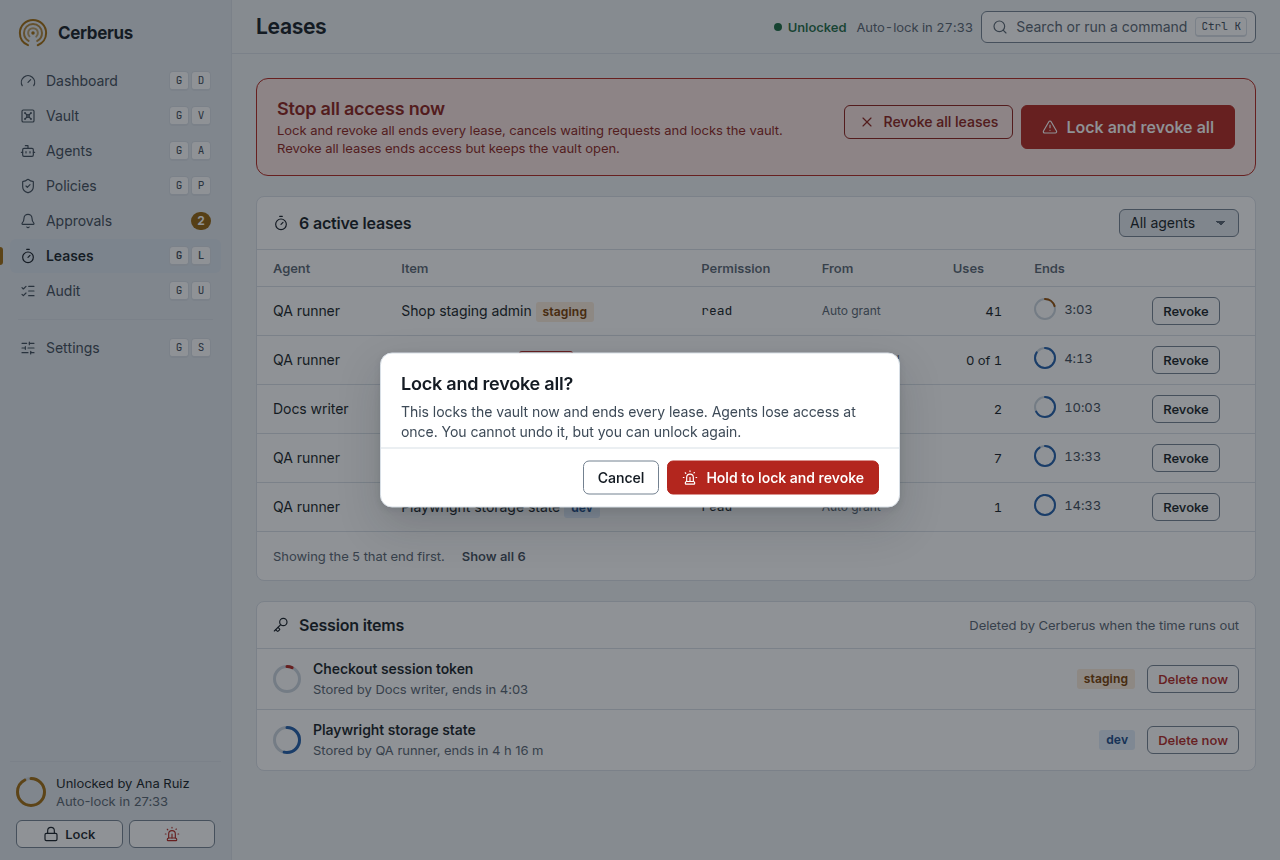 Cerberus
Dashboard G D
Vault G V
Agents G A
Policies G P
Approvals 2
Leases G L
Audit G U
Settings G S
Unlocked by Ana Ruiz
Auto-lock in 27:33
Lock
Leases
Unlocked Auto-lock in 27:33 Search or run a command Ctrl K
Stop all access now
Lock and revoke all ends every lease, cancels waiting requests and locks the vault.
Revoke all leases ends access but keeps the vault open.
Revoke all leases Lock and revoke all
6 active leases All agents
Agent Item Permission From Uses Ends
QA runner Shop staging admin staging read Auto grant 41 3:03 Revoke
QA runner 0 of 1 4:13 Revoke
Docs writer 2 10:03 Revoke
QA runner 7 13:33 Revoke
QA runner Playwright storage state dev read Auto grant 1 14:33 Revoke
Showing the 5 that end first. Show all 6
Lock and revoke all?
This locks the vault now and ends every lease. Agents lose access at
once. You cannot undo it, but you can unlock again.
Cancel Hold to lock and revoke
Session items Deleted by Cerberus when the time runs out
Checkout session token
Stored by Docs writer, ends in 4:03
staging Delete now
Playwright storage state
Stored by QA runner, ends in 4 h 16 m
dev Delete now